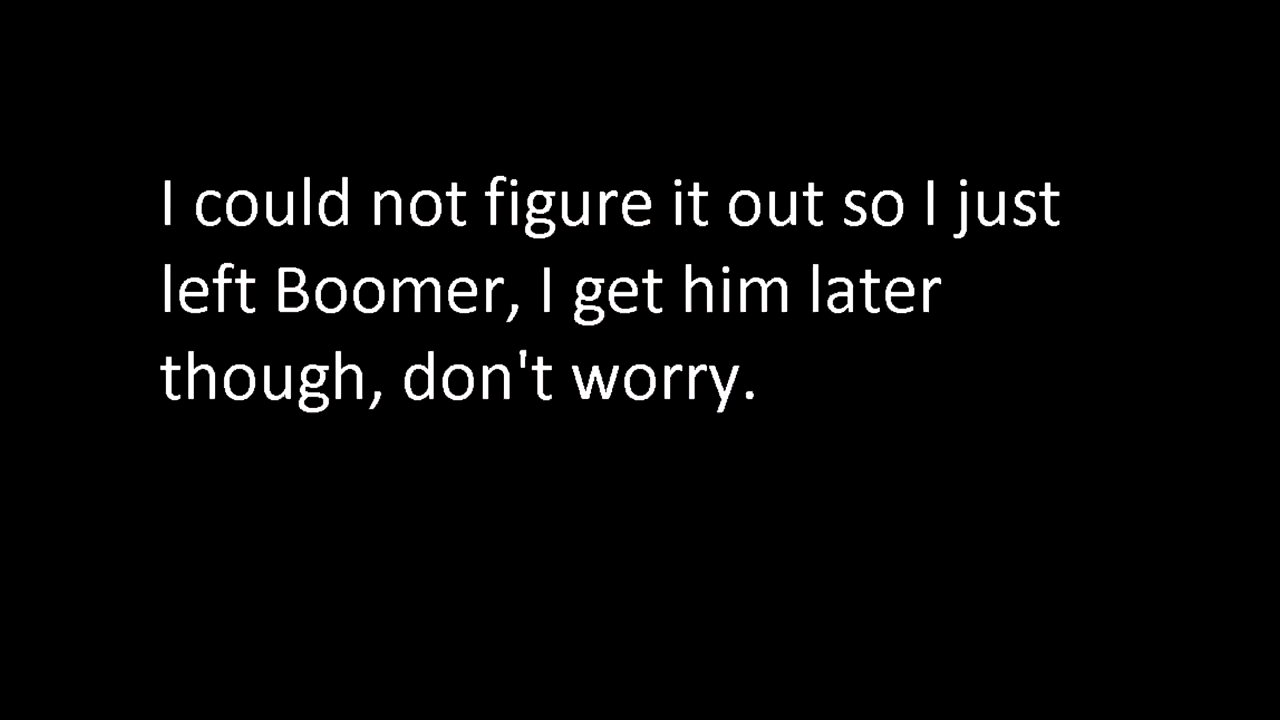 I could not figure it out so I just
left Boomer, I get him later
though, don't worry.